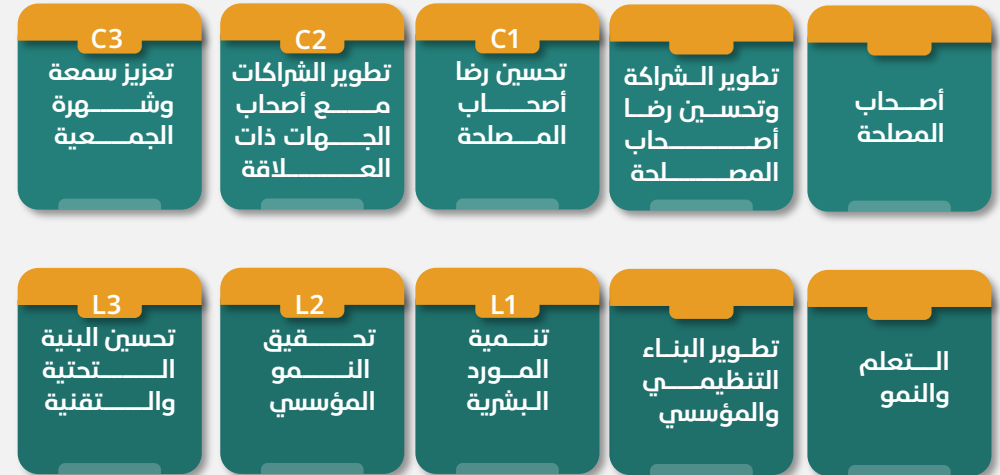 أصحاب
المصلحة
تطوير الشراكة
وتحسين رضا
أصحاب
المصلحة
C1
تحسين رضا
أصحاب
المصلحة
C2
تطوير الشراكات
مع أصحاب
الجهات ذات
العلاقة
C3
تعزيز سمعة
وشهرة
الجمعية
التعلم
والنمو
تطوير البناء
التنظيمي
والمؤسسي
L1
تنمية
المورد
البشرية
L2
تحقيق
النمو
المؤسسي
L3
تحسين البنية
التحتية
والتقنية